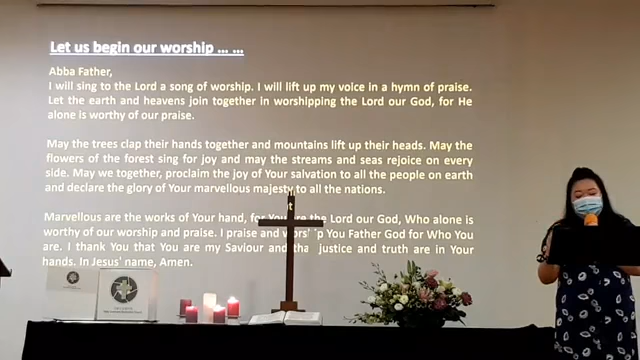 Let us begin our worship ... ...
Abba Father,
I will sing to the Lord a song of worship. I will lift up my voice in a hymn of praise.
Let the earth and heavens join together in worshipping the Lord our God, for He
alone is worthy of our praise.
May the trees clap their hands together and mountains lift up their heads. May the
flowers of the forest sing for joy and may the streams and seas rejoice on every
side. May we together, proclaim the joy of Your salvation to all the people on earth
and declare the glory of Your marvellous majesty to all the nations.
Marvellous are the works of Your hand, for You are the Lord our God, Who alone is
worthy of our worship and praise. I praise and You Father God for Who You
are. I thank You that You are my Saviour and justice and truth are in Your
hands. In Jesus' name, Amen.